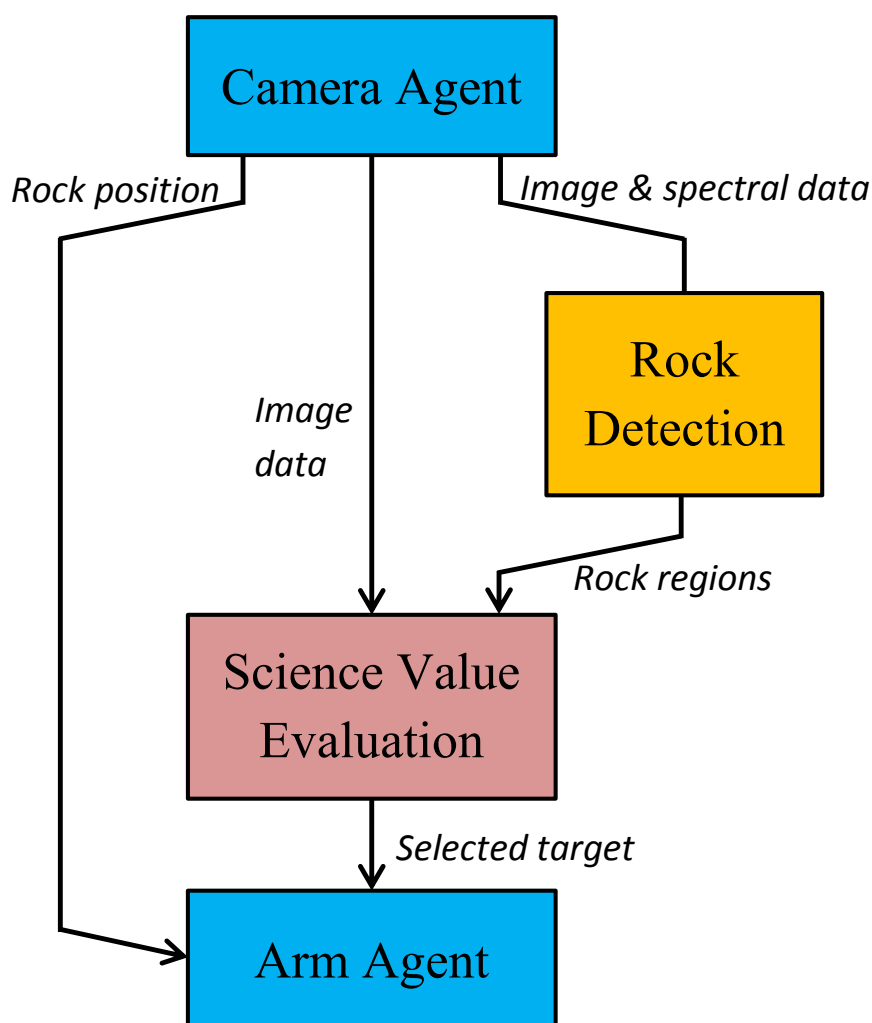 Camera Agent
Rock position
Image & spectral data
Rock
Detection
Image
data
Rock regions
Science Value
Evaluation
Selected target
Arm Agent